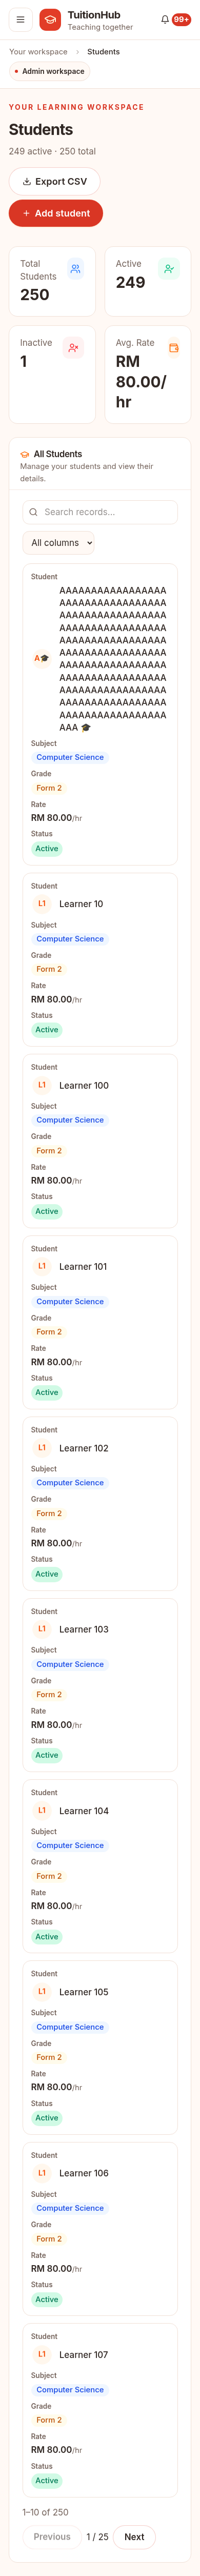 TuitionHub
Teaching together
99+
Your workspace > Students
Admin workspace
YOUR LEARNING WORKSPACE
Students
249 active · 250 total
Export CSV
+ Add student
Total
Students
250
Active
249
Inactive
1
Avg. Rate
RM
80.00/
hr
All Students
Manage your students and view their
details.
Search records...
All columns
Student
A🎓
AAAAAAAAAAAAAAAAA
AAAAAAAAAAAAAAAAA
AAAAAAAAAAAAAAAAA
AAAAAAAAAAAAAAAAA
AAAAAAAAAAAAAAAAA
AAAAAAAAAAAAAAAAA
AAAAAAAAAAAAAAAAA
AAAAAAAAAAAAAAAAA
AAAAAAAAAAAAAAAAA
AAAAAAAAAAAAAAAAA
AAAAAAAAAAAAAAAAA
AAA 🎓
Subject
Computer Science
Grade
Form 2
Rate
RM 80.00/hr
Status
Active
Student
L1 Learner 10
Subject
Computer Science
Grade
Form 2
Rate
RM 80.00/hr
Status
Active
Student
L1 Learner 100
Subject
Computer Science
Grade
Form 2
Rate
RM 80.00/hr
Status
Active
Student
L1 Learner 101
Subject
Computer Science
Grade
Form 2
Rate
RM 80.00/hr
Status
Active
Student
L1 Learner 102
Subject
Computer Science
Grade
Form 2
Rate
RM 80.00/hr
Status
Active
Student
L1 Learner 103
Subject
Computer Science
Grade
Form 2
Rate
RM 80.00/hr
Status
Active
Student
L1 Learner 104
Subject
Computer Science
Grade
Form 2
Rate
RM 80.00/hr
Status
Active
Student
L1 Learner 105
Subject
Computer Science
Grade
Form 2
Rate
RM 80.00/hr
Status
Active
Student
L1 Learner 106
Subject
Computer Science
Grade
Form 2
Rate
RM 80.00/hr
Status
Active
Student
L1 Learner 107
Subject
Computer Science
Grade
Form 2
Rate
RM 80.00/hr
Status
Active
1–10 of 250
Previous 1 / 25 Next